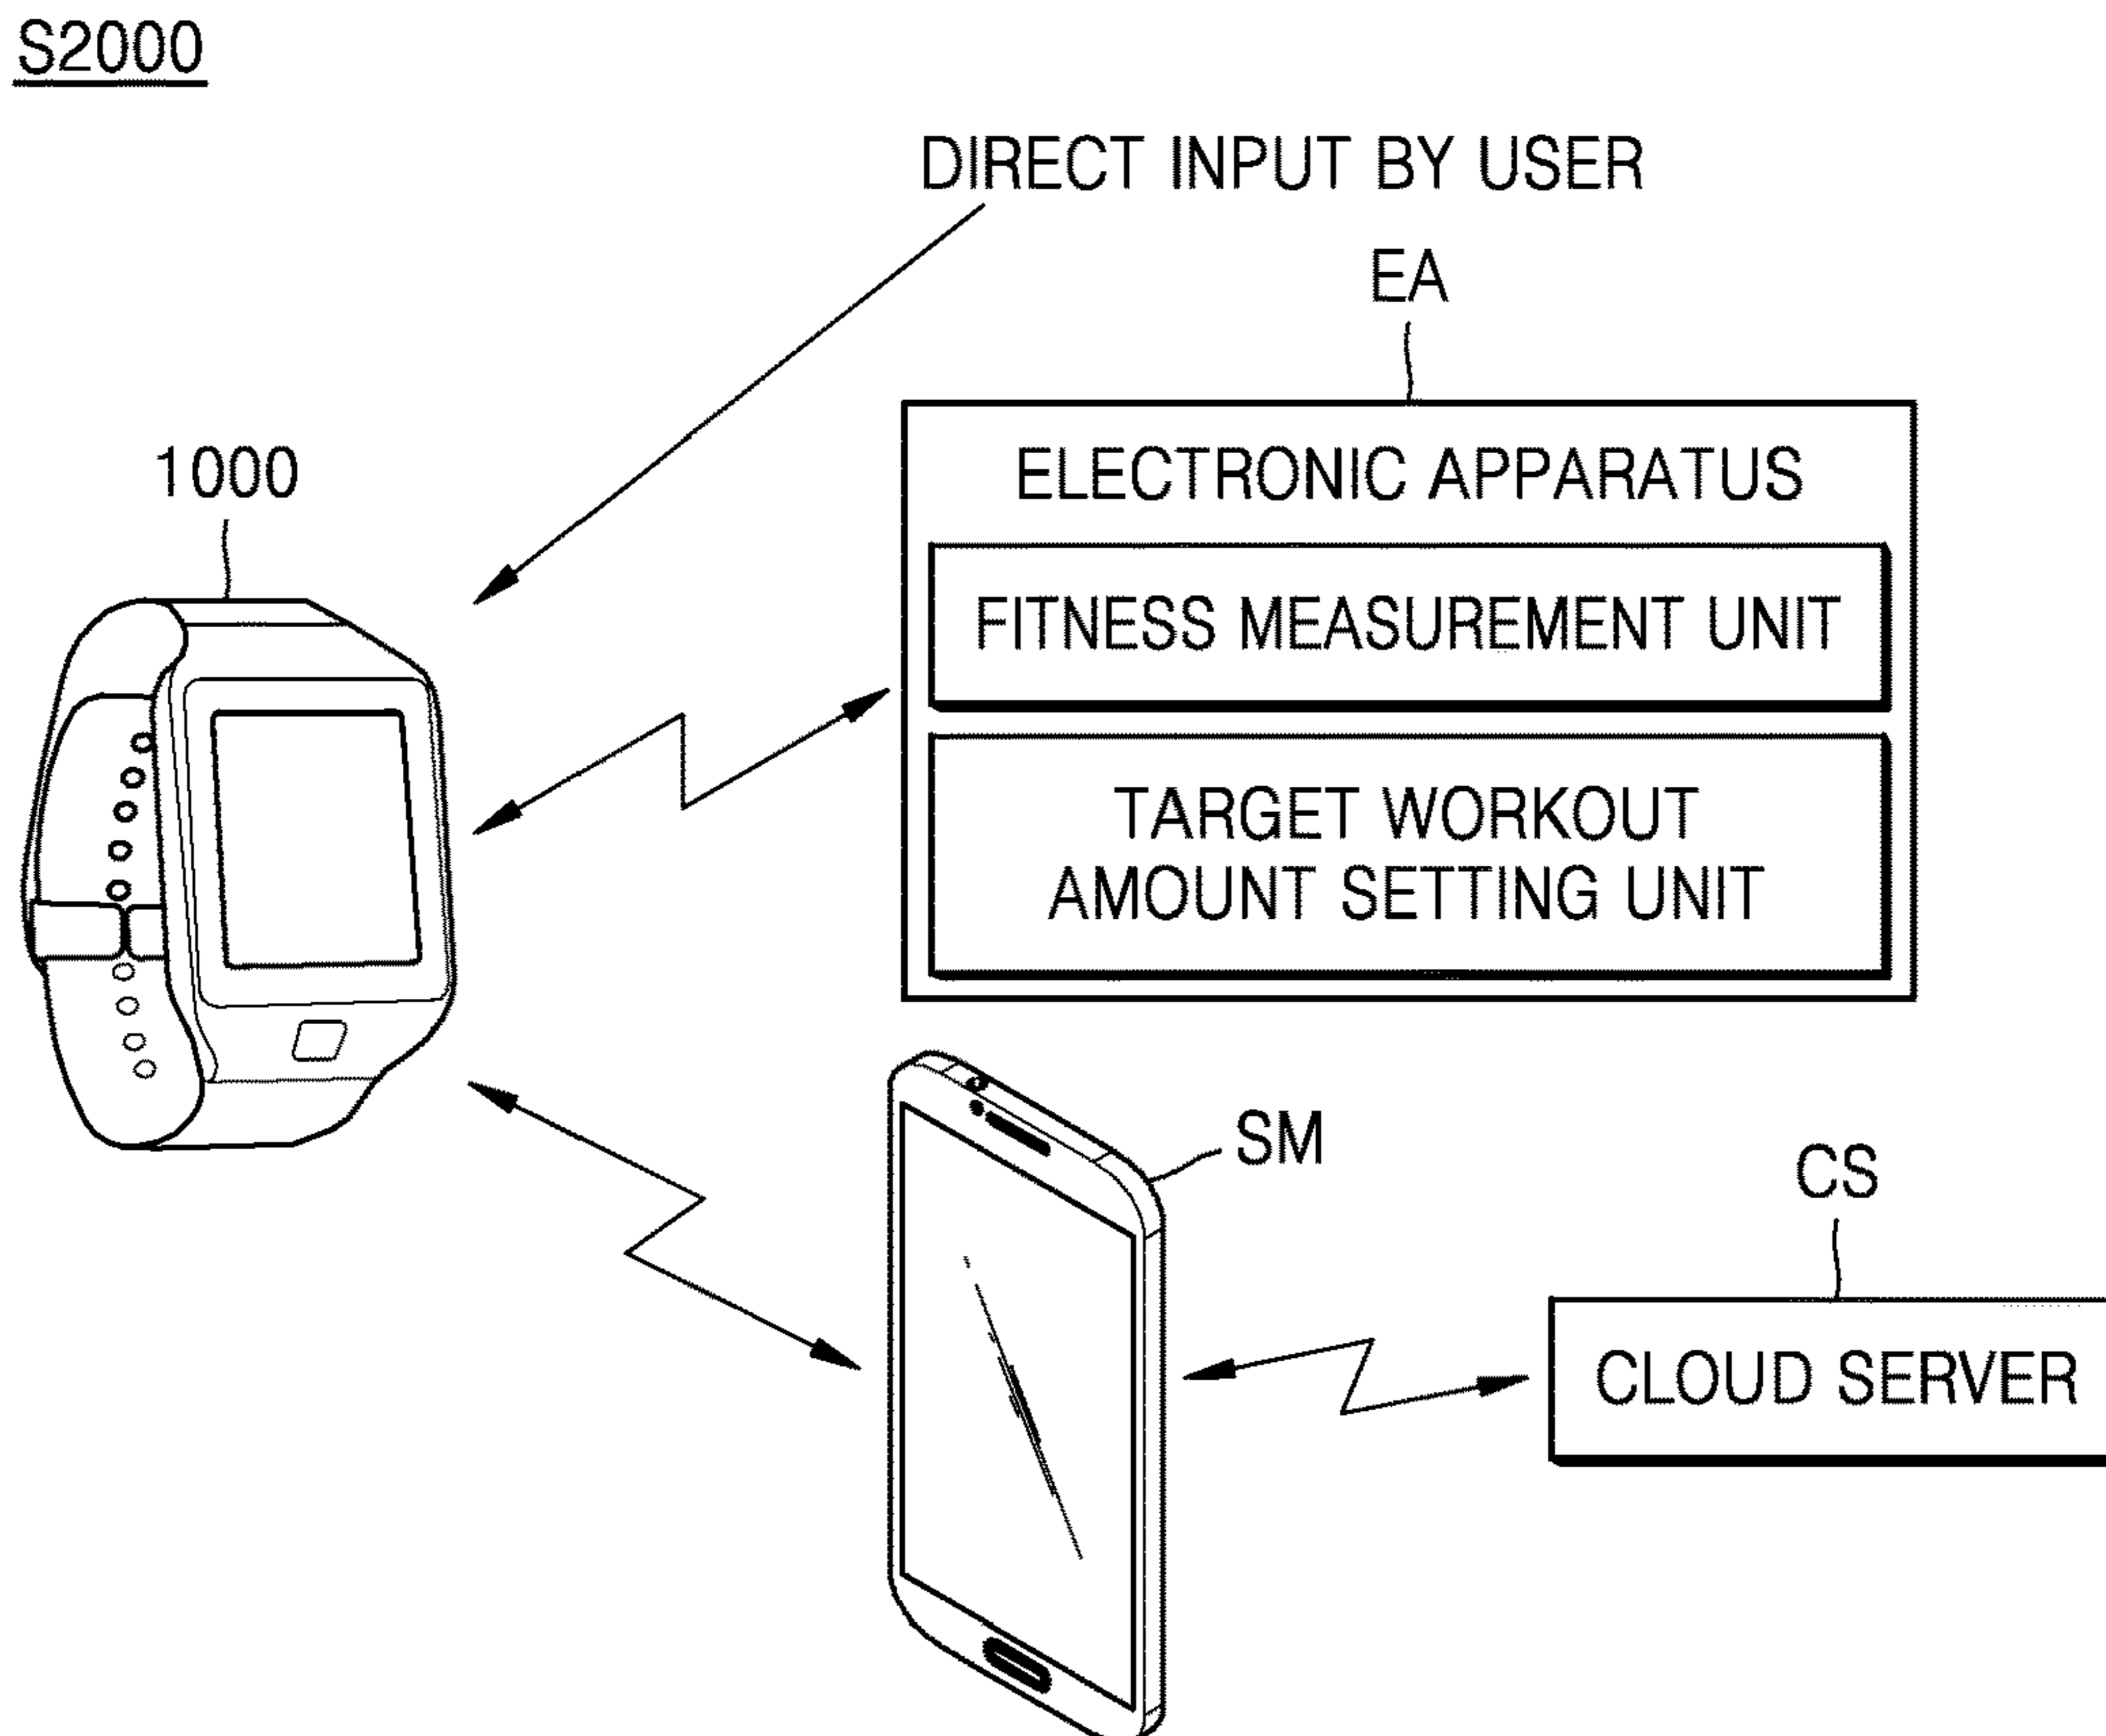 S2000
DIRECT INPUT BY USER
EA
ELECTRONIC APPARATUS
1000
FITNESS MEASUREMENT UNIT
TARGET WORKOUT
AMOUNT SETTING UNIT
SM
CS
CLOUD SERVER